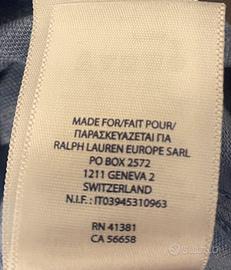 MADE FOR/FAIT POUR/
ΠΑΡΑΣΚΕΥΑΖΕΤΑΙ ΓΙΑ
RALPH LAUREN EUROPE SARL
PO BOX 2572
1211 GENEVA 2
SWITZERLAND
N.I.F.: IT03945310963
RN 41381
CA 56658